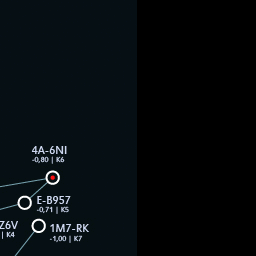 4A-6NI
-0,80 | K6
E-B957
-0,71 | K5
Z6V
| K4
1M7-RK
-1,00 | K7